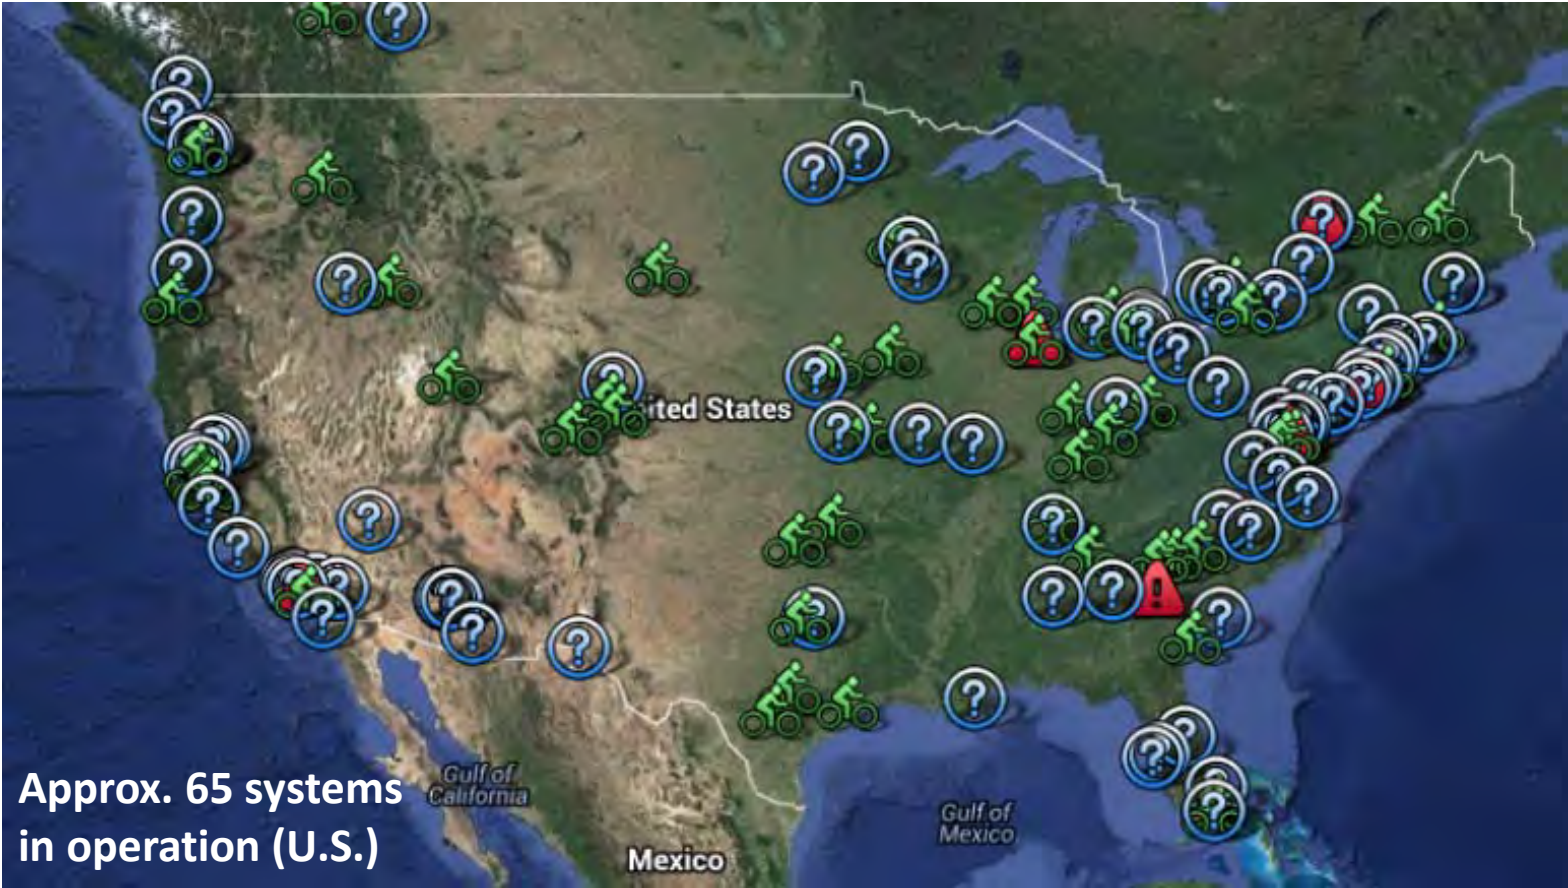 ited States
Gulf of
California
Gulf of
Mexico
Mexico
Approx. 65 systems
in operation (U.S.)